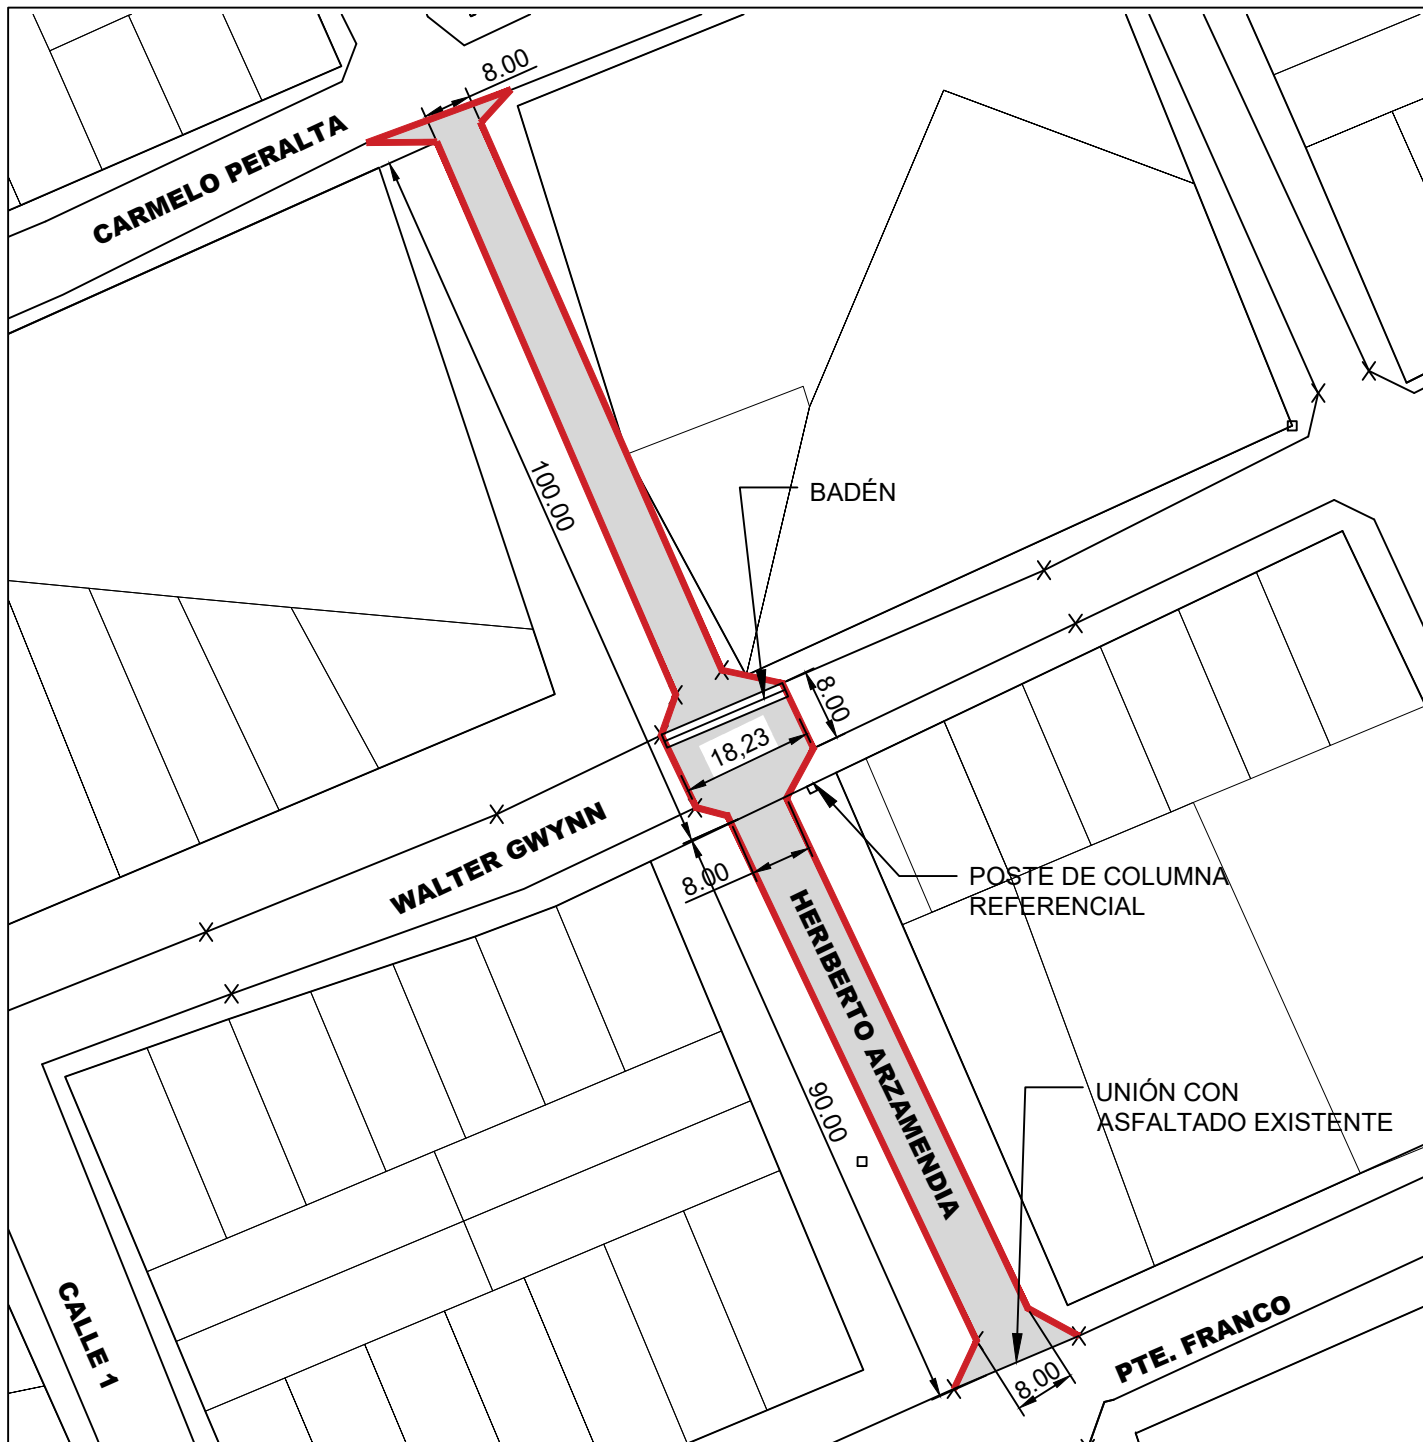 8.00
CARMELO PERALTA
100.00
BADÉN
8.00
18,23
WALTER GWYNN
8.00
POSTE DE COLUMNA
REFERENCIAL
HERIBERTO ARZAMENDIA
90.00
UNIÓN CON
ASFALTADO EXISTENTE
CALLE 1
PTE. FRANCO
8.00